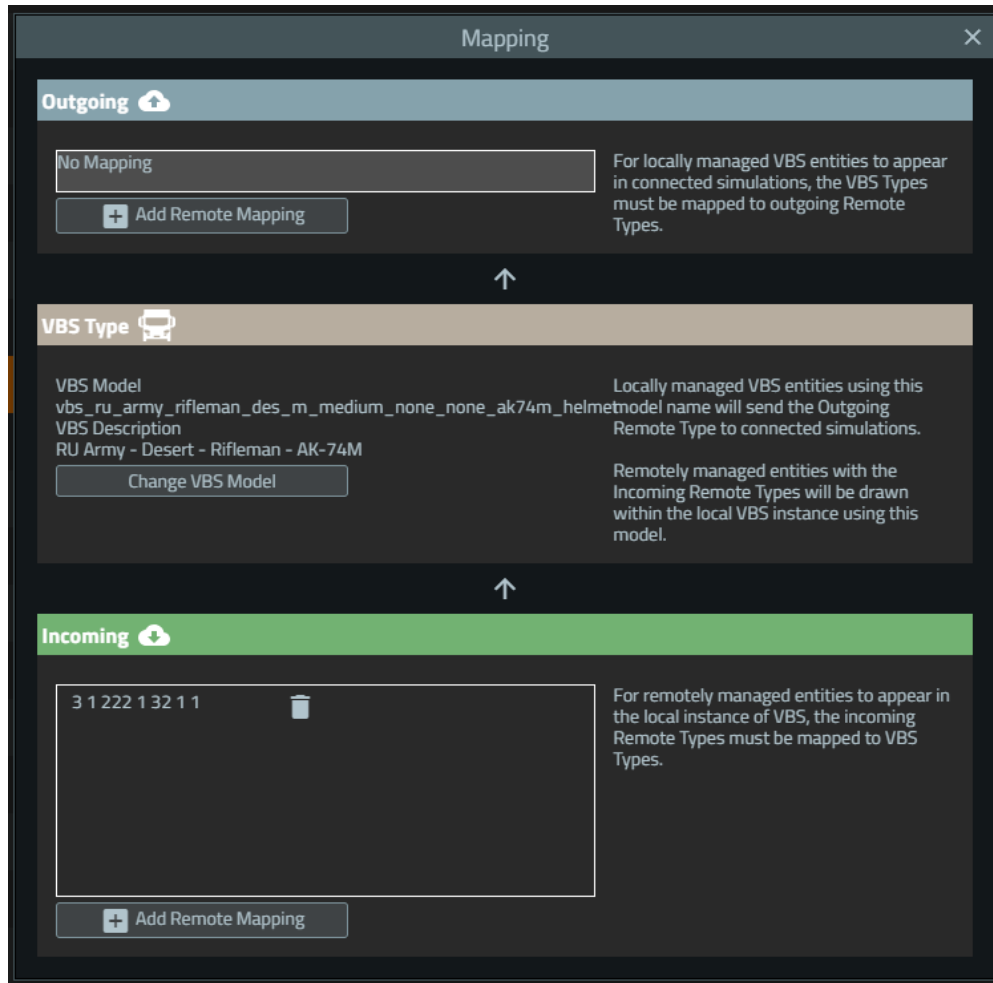 Mapping
Outgoing
No Mapping
Add Remote Mapping
For locally managed VBS entities to appear
in connected simulations, the VBS Types
must be mapped to outgoing Remote
Types.
VBS Type
VBS Model
vbs_ru_army_rifleman_des_m_medium_none_none_ak74m_helmet
VBS Description
RU Army - Desert - Rifleman - AK-74M
Change VBS Model
Locally managed VBS entities using this
model name will send the Outgoing
Remote Type to connected simulations.
Remotely managed entities with the
Incoming Remote Types will be drawn
within the local VBS instance using this
model.
Incoming
3 1 222 1 32 1 1
Add Remote Mapping
For remotely managed entities to appear in
the local instance of VBS, the incoming
Remote Types must be mapped to VBS
Types.